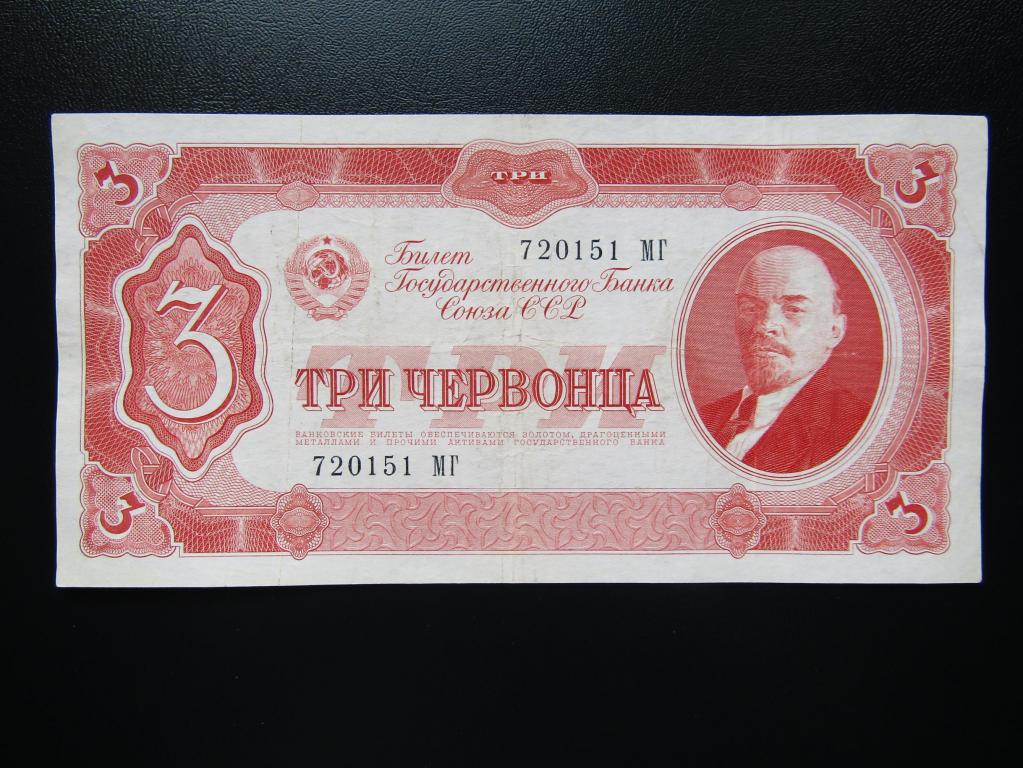 3 ТРИ 3
Билет 720151 МГ
Государственного Банка
Союза ССР
3
ТРИ
ТРИ ЧЕРВОНЦА
БАНКОВСКИЕ БИЛЕТЫ ОБЕСПЕЧИВАЮТСЯ ЗОЛОТОМ, ДРАГОЦЕННЫМИ
МЕТАЛЛАМИ И ПРОЧИМИ АКТИВАМИ ГОСУДАРСТВЕННОГО БАНКА
720151 МГ
3 3